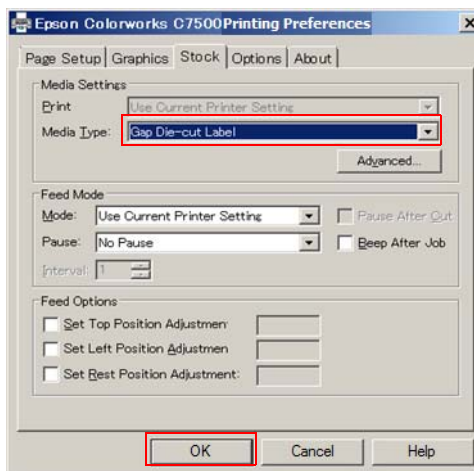 Epson Colorworks C7500Printing Preferences
Page Setup Graphics Stock Options About
Media Settings
Print Use Current Printer Setting
Media Type: Gap Die-cut Label
Advanced...
Feed Mode
Mode: Use Current Printer Setting Pause After Cut
Pause: No Pause Beep After Job
Interval: 1
Feed Options
Set Top Position Adjustmen
Set Left Position Adjustmen
Set Rest Position Adjustment:
OK Cancel Help